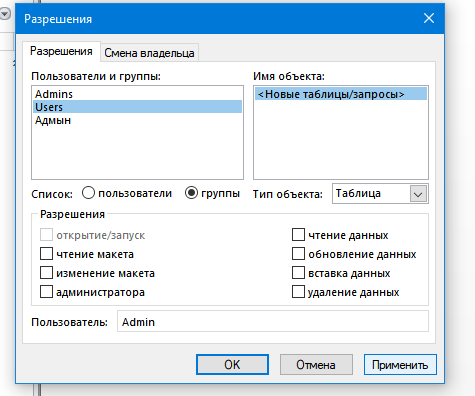 Разрешения
Разрешения Смена владельца
Пользователи и группы: Имя объекта:
Admins <Новые таблицы/запросы>
Users
Адмын
Список: пользователи группы Тип объекта: Таблица
Разрешения
открытие/запуск чтение данных
чтение макета обновление данных
изменение макета вставка данных
администратора удаление данных
Пользователь: Admin
OK Отмена Применить